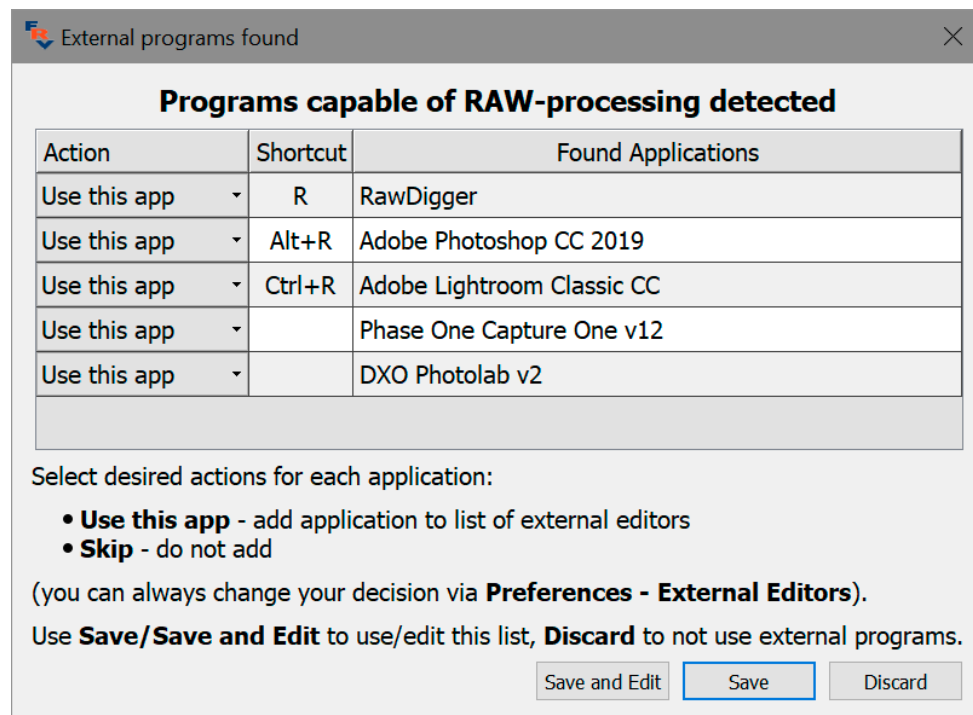 FRV External programs found
Programs capable of RAW-processing detected
Action Shortcut Found Applications
Use this app R RawDigger
Use this app Alt+R Adobe Photoshop CC 2019
Use this app Ctrl+R Adobe Lightroom Classic CC
Use this app Phase One Capture One v12
Use this app DXO Photolab v2
Select desired actions for each application:
• Use this app - add application to list of external editors
• Skip - do not add
(you can always change your decision via Preferences - External Editors).
Use Save/Save and Edit to use/edit this list, Discard to not use external programs.
Save and Edit Save Discard